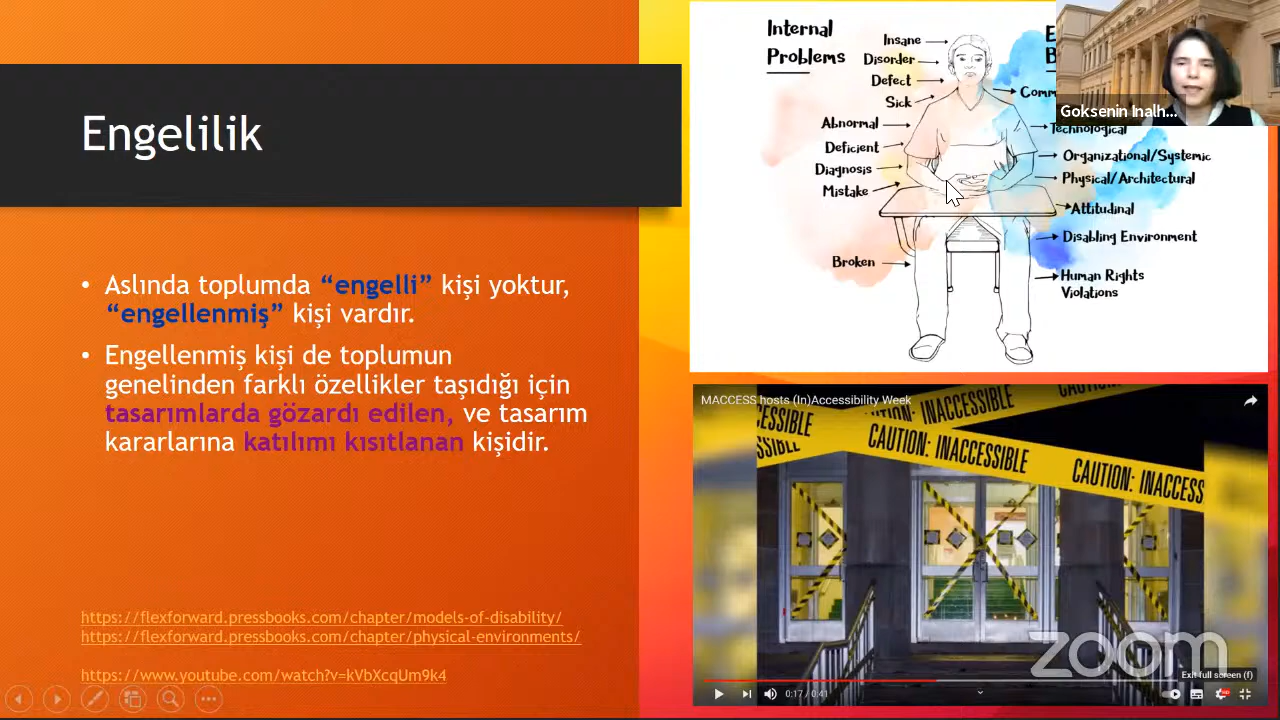 Engelilik
• Aslında toplumda “engelli” kişi yoktur,
“engellenmiş” kişi vardır.
• Engellenmiş kişi de toplumun
genelinden farklı özellikler taşıdığı için
tasarımlarda gözardı edilen, ve tasarım
kararlarına katılımı kısıtlanan kişidir.
https://flexforward.pressbooks.com/chapter/models-of-disability/
https://flexforward.pressbooks.com/chapter/physical-environments/
https://www.youtube.com/watch?v=kVbXcqUm9k4
Internal
Problems
Insane
Disorder
Defect
Sick
Abnormal
Deficient
Diagnosis
Mistake
Broken
Technological
Organizational/Systemic
Physical/Architectural
Attitudinal
Disabling Environment
Human Rights
Violations
Goksenin Inalh...
MACCESS hosts (In)Accessibility Week
INACCESSIBLE
CAUTION: INACCESSIBLE
CAUTION: INACCESS
zoom
Exit full screen (f)
0:17 / 0:41